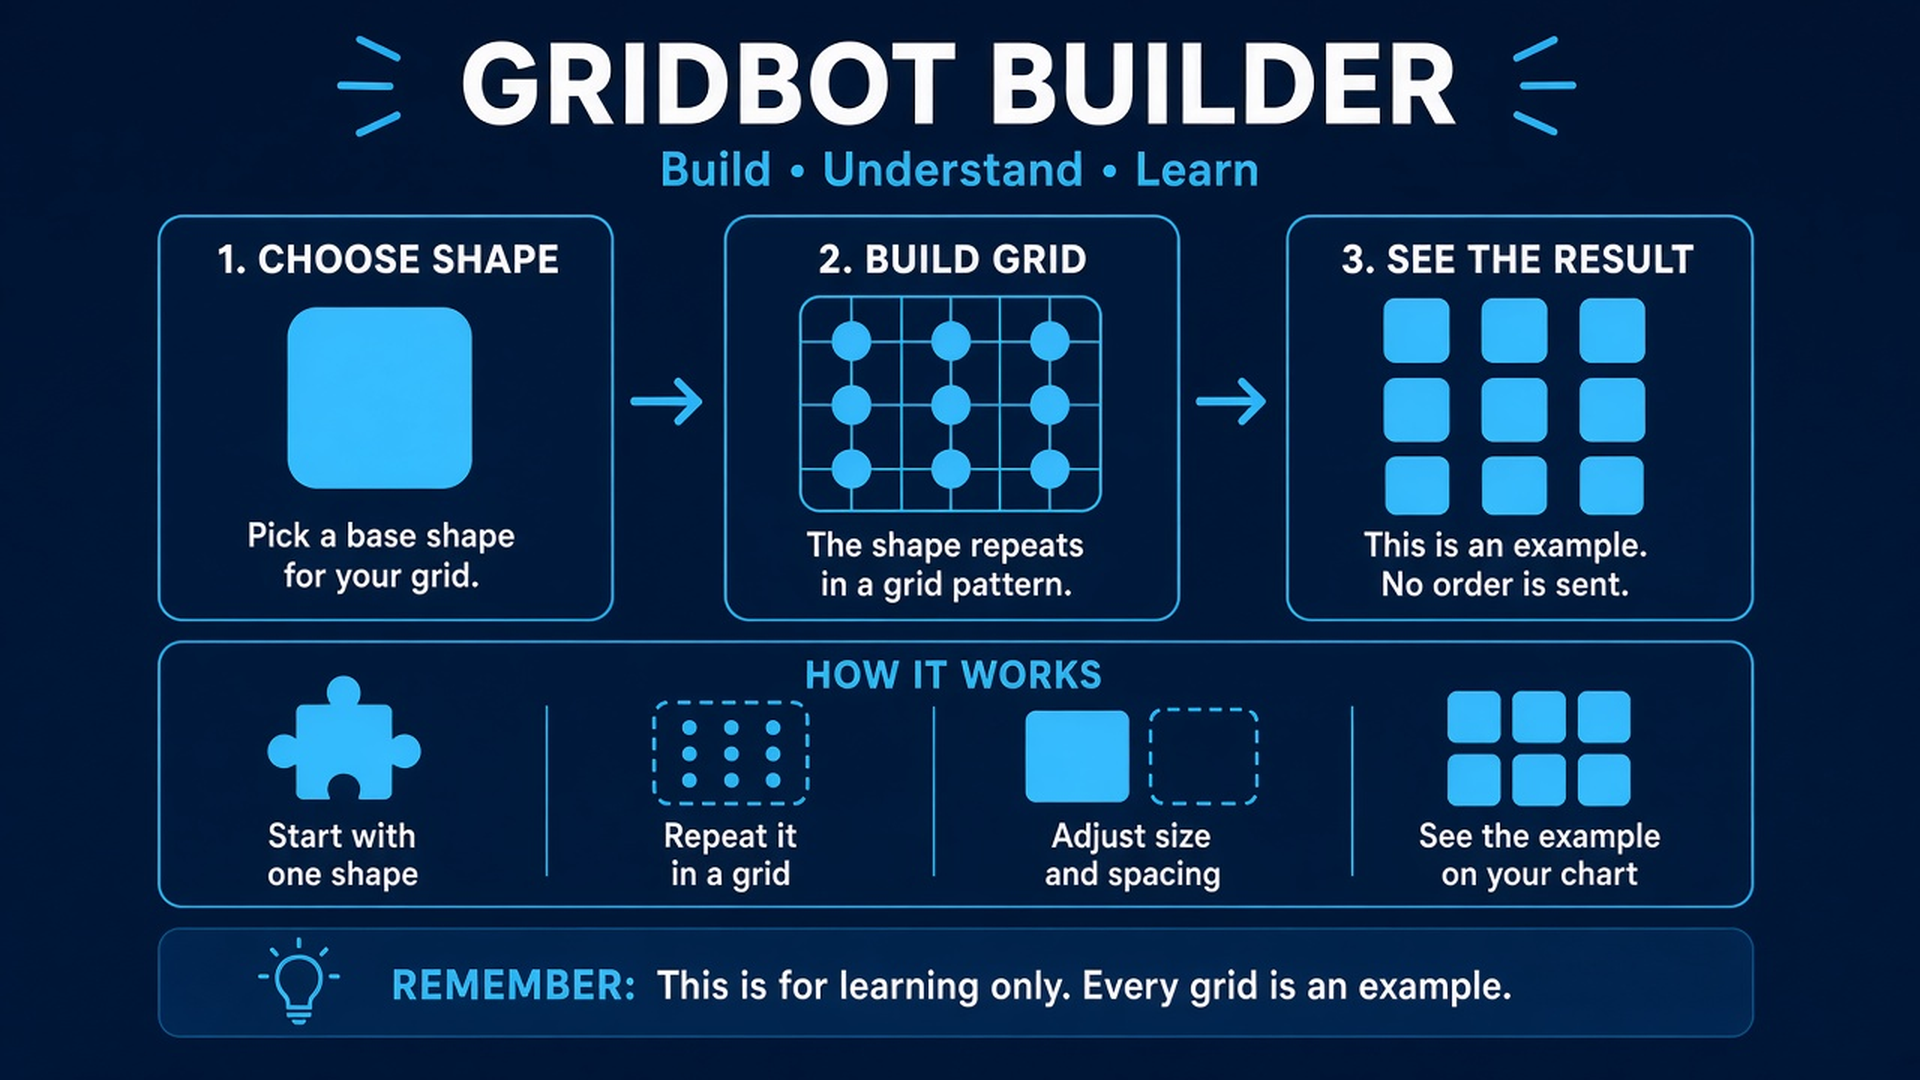 GRIDBOT BUILDER
Build • Understand • Learn
1. CHOOSE SHAPE
Pick a base shape
for your grid.
2. BUILD GRID
The shape repeats
in a grid pattern.
3. SEE THE RESULT
This is an example.
No order is sent.
HOW IT WORKS
Start with
one shape
Repeat it
in a grid
Adjust size
and spacing
See the example
on your chart
REMEMBER: This is for learning only. Every grid is an example.